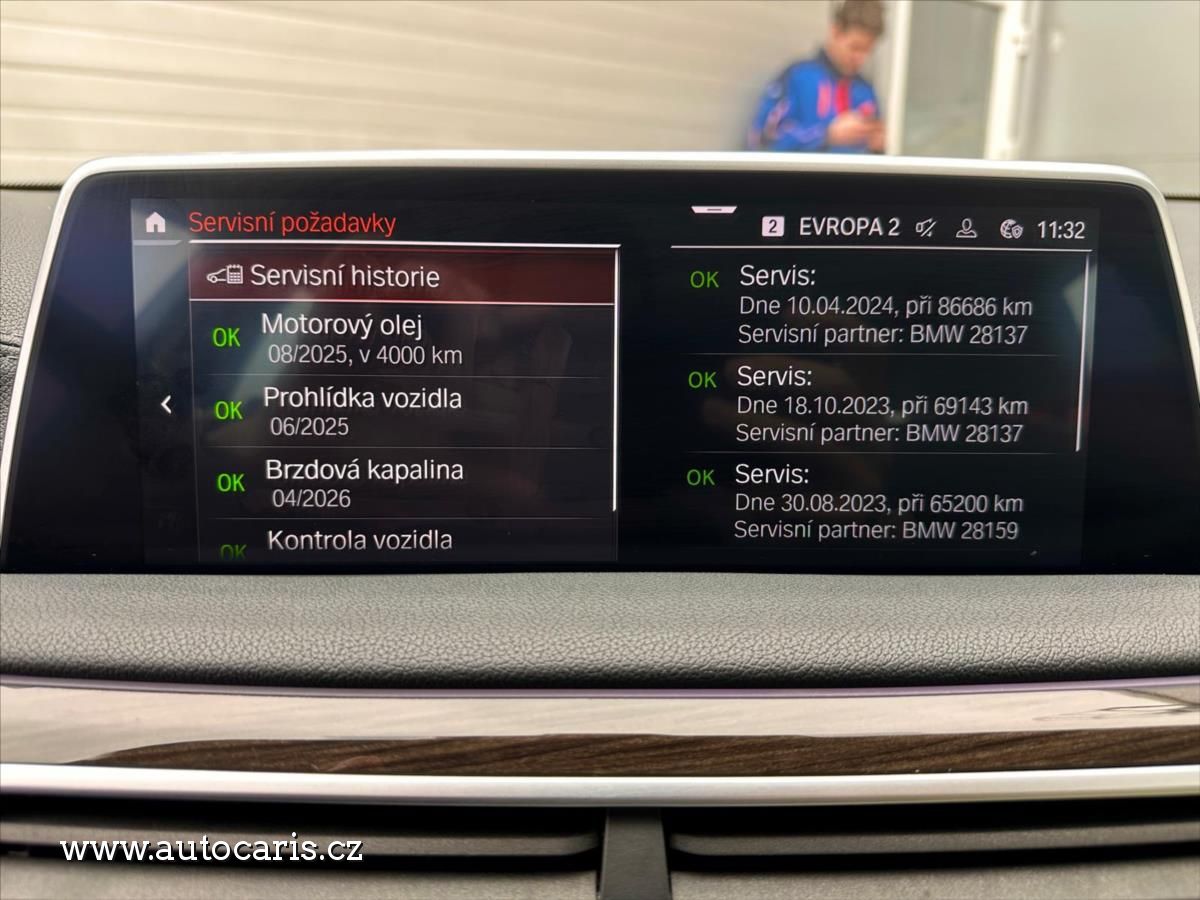 Servisní požadavky
2 EVROPA 2 11:32
Servisní historie
OK Motorový olej
08/2025, v 4000 km
OK Prohlídka vozidla
06/2025
OK Brzdová kapalina
04/2026
OK Kontrola vozidla
OK Servis:
Dne 10.04.2024, při 86686 km
Servisní partner: BMW 28137
OK Servis:
Dne 18.10.2023, při 69143 km
Servisní partner: BMW 28137
OK Servis:
Dne 30.08.2023, při 65200 km
Servisní partner: BMW 28159
www.autocaris.cz